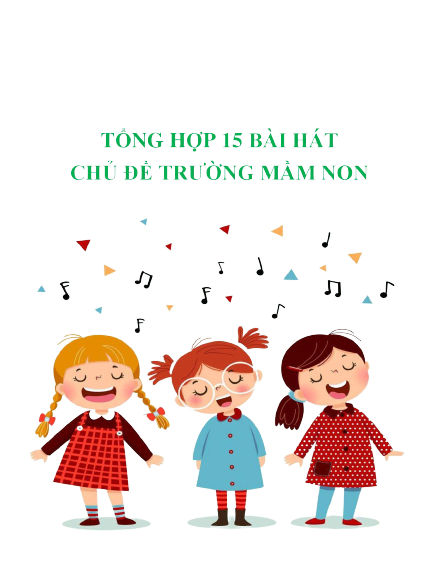 TỔNG HỢP 15 BÀI HÁT
CHỦ ĐỀ TRƯỜNG MẦM NON